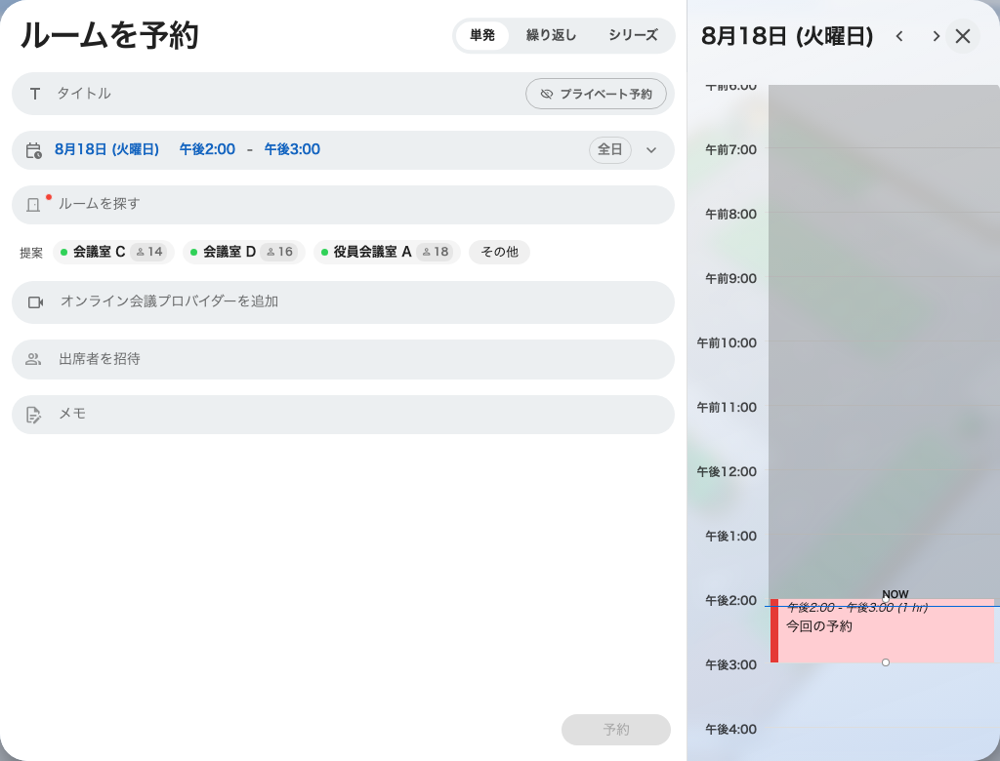 ルームを予約
単発
繰り返し
シリーズ
タイトル
プライベート予約
8月18日 (火曜日) 午後2:00 - 午後3:00
全日
ルームを探す
提案
会議室 C 14
会議室 D 16
役員会議室 A 18
その他
オンライン会議プロバイダーを追加
出席者を招待
メモ
予約
8月18日 (火曜日)
午前6:00
午前7:00
午前8:00
午前9:00
午前10:00
午前11:00
午後12:00
午後1:00
午後2:00
NOW
午後2:00 - 午後3:00 (1 hr)
今回の予約
午後3:00
午後4:00